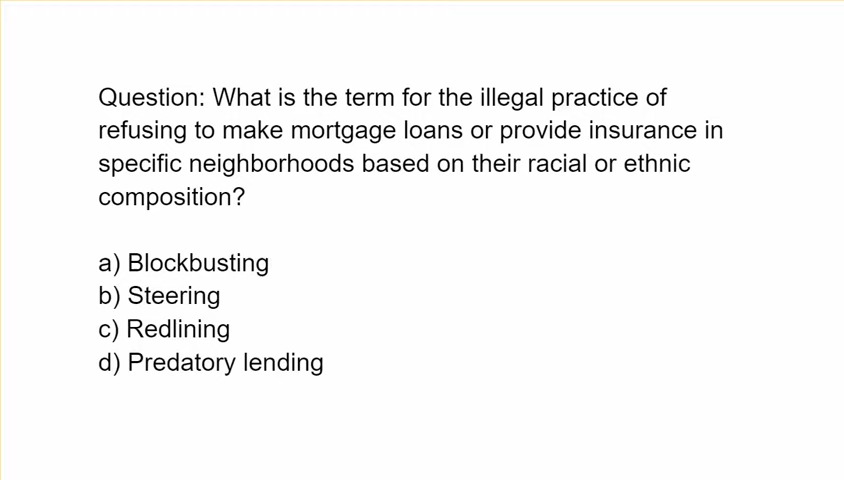 Question: What is the term for the illegal practice of
refusing to make mortgage loans or provide insurance in
specific neighborhoods based on their racial or ethnic
composition?
a) Blockbusting
b) Steering
c) Redlining
d) Predatory lending